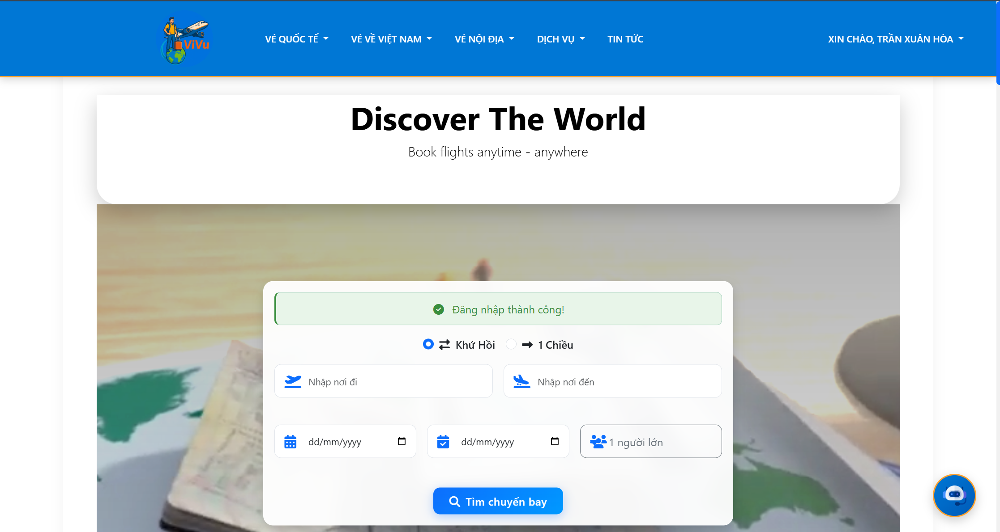 ViVu
VÉ QUỐC TẾ
VÉ VỀ VIỆT NAM
VÉ NỘI ĐỊA
DỊCH VỤ
TIN TỨC
XIN CHÀO, TRẦN XUÂN HÒA
Discover The World
Book flights anytime - anywhere
Đăng nhập thành công!
Khứ Hồi
1 Chiều
Nhập nơi đi
Nhập nơi đến
dd/mm/yyyy
dd/mm/yyyy
1 người lớn
Tìm chuyến bay